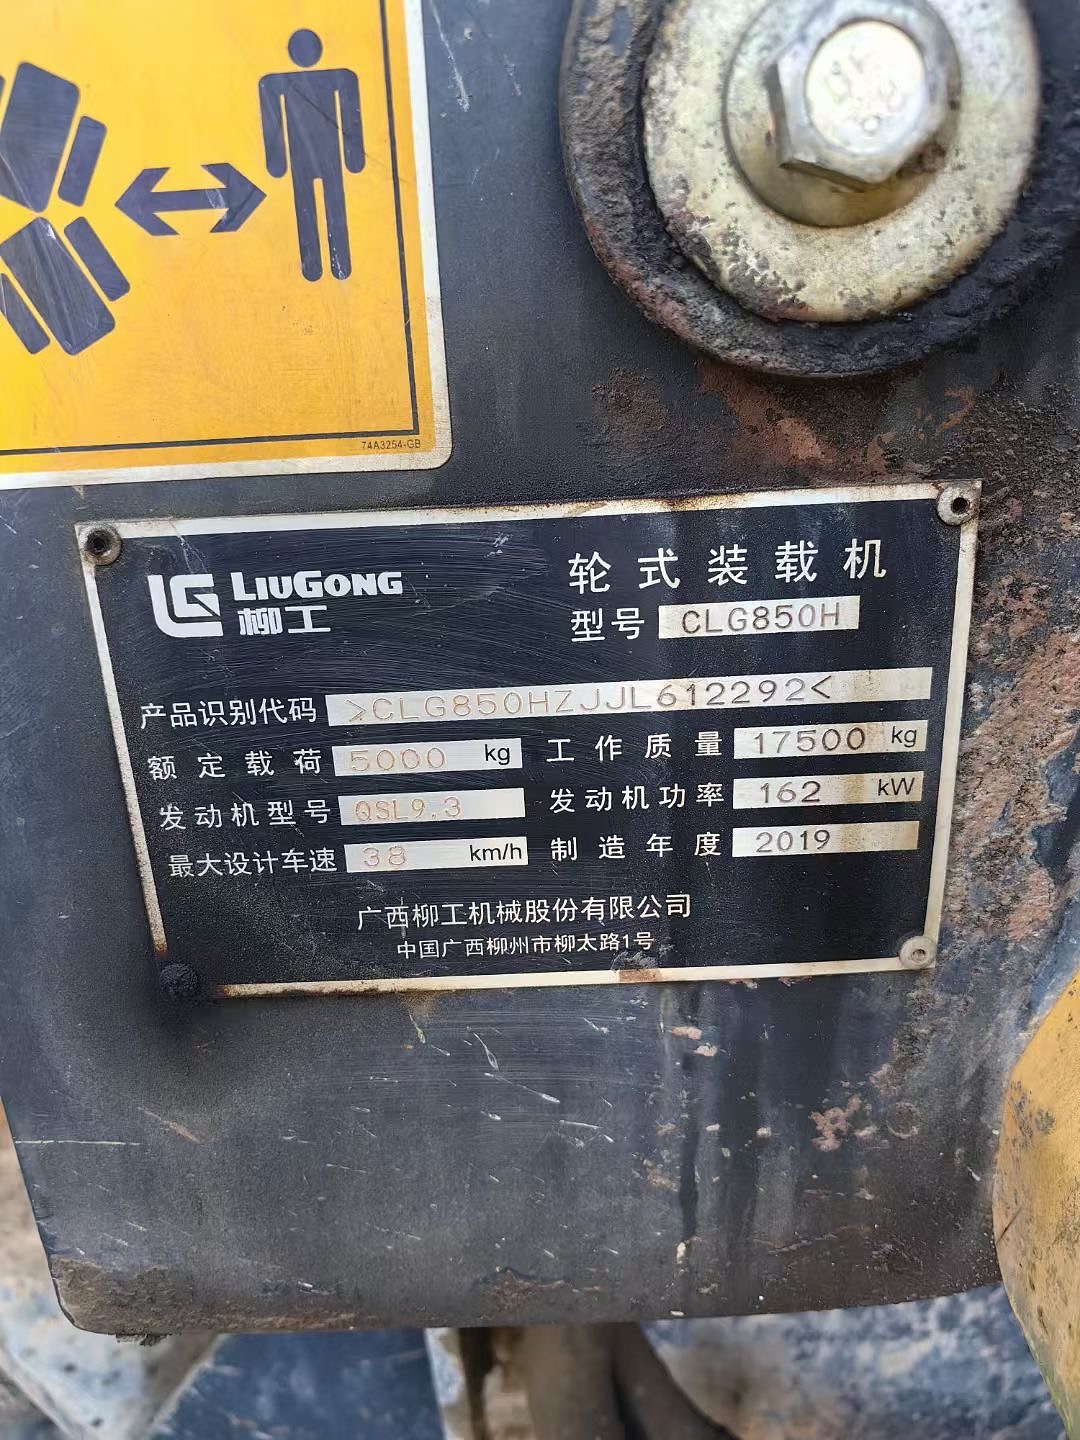 74A3254-GB
LIUGONG
柳工
轮式装载机
型号 CLG850H
产品识别代码 >CLG850HZJJL612292<
额定载荷 5000 kg 工作质量 17500 kg
发动机型号 QSL9.3 发动机功率 162 kW
最大设计车速 38 km/h 制造年度 2019
广西柳工机械股份有限公司
中国广西柳州市柳太路1号